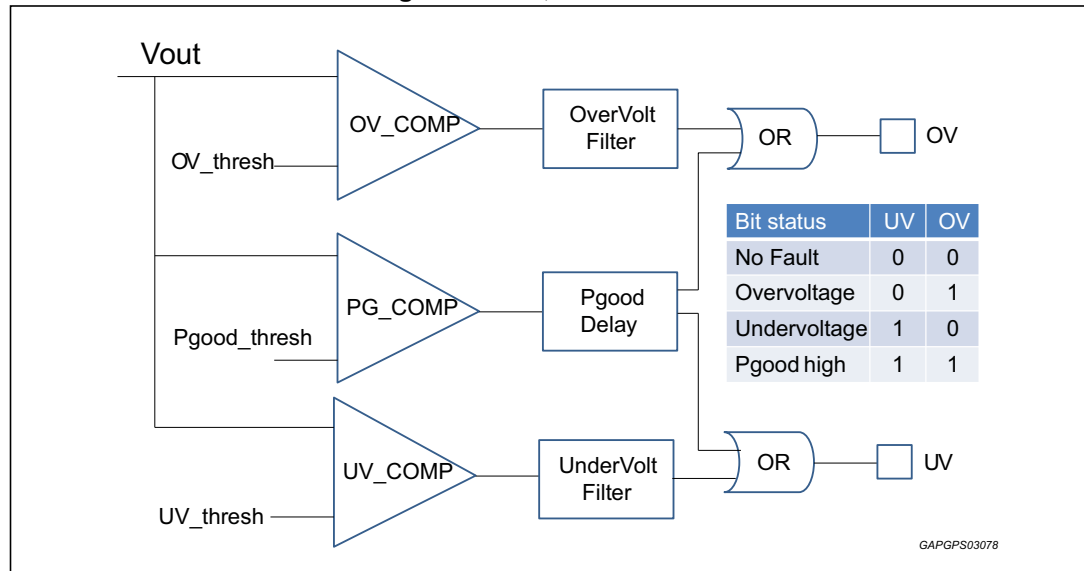 Vout
OV_COMP
OV_thresh
OverVolt
Filter
OR
OV
PG_COMP
Pgood_thresh
Pgood
Delay
Bit status UV OV
No Fault 0 0
Overvoltage 0 1
Undervoltage 1 0
Pgood high 1 1
UV_COMP
UV_thresh
UnderVolt
Filter
OR
UV
GAPGPS03078